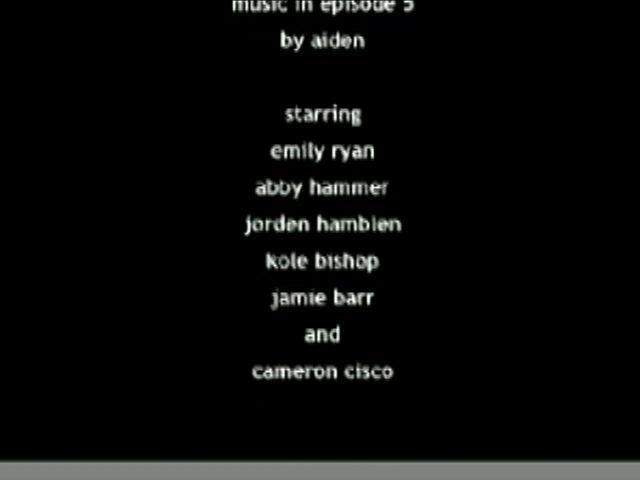 music in episode 5
by aiden
starring
emily ryan
abby hammer
jorden hamblen
kole bishop
jamie barr
and
cameron cisco